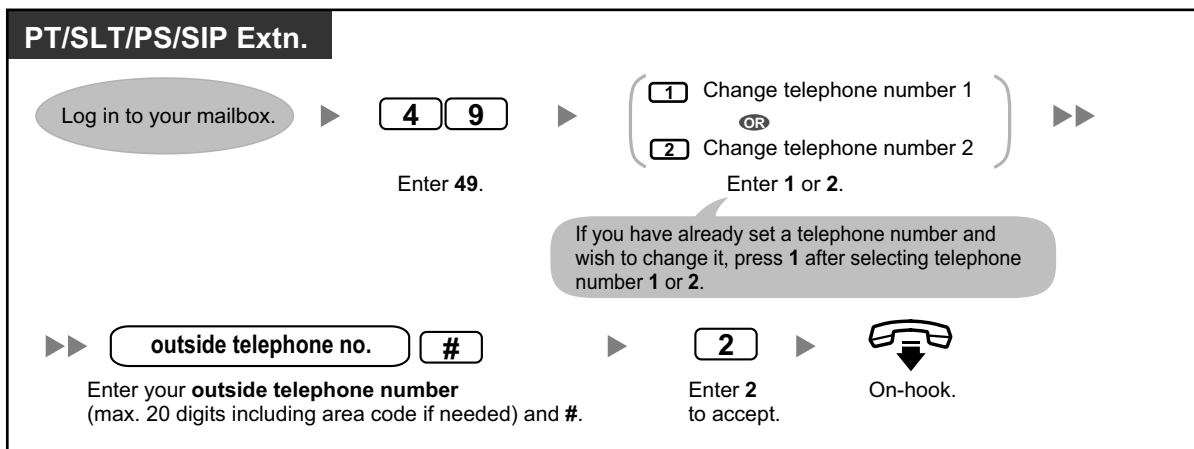 PT/SLT/PS/SIP Extn.
Log in to your mailbox.
4 9
Enter 49.
1 Change telephone number 1
OR
2 Change telephone number 2
Enter 1 or 2.
If you have already set a telephone number and
wish to change it, press 1 after selecting telephone
number 1 or 2.
outside telephone no. #
Enter your outside telephone number
(max. 20 digits including area code if needed) and #.
2
Enter 2
to accept.
On-hook.